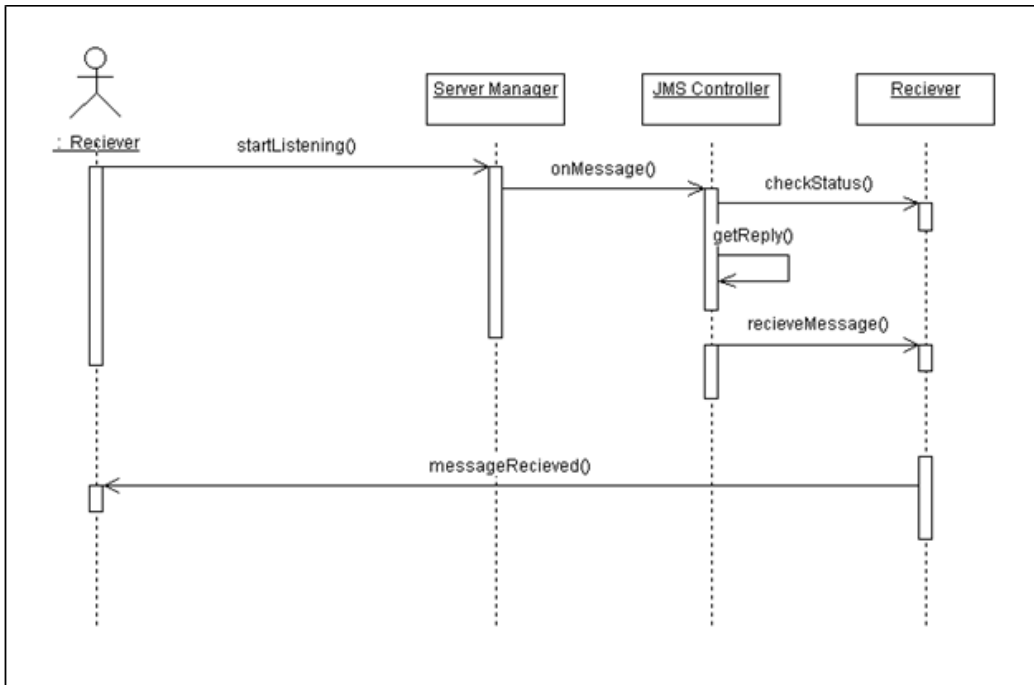 Server Manager
JMS Controller
Reciever
: Reciever
startListening()
onMessage()
checkStatus()
getReply()
recieveMessage()
messageRecieved()